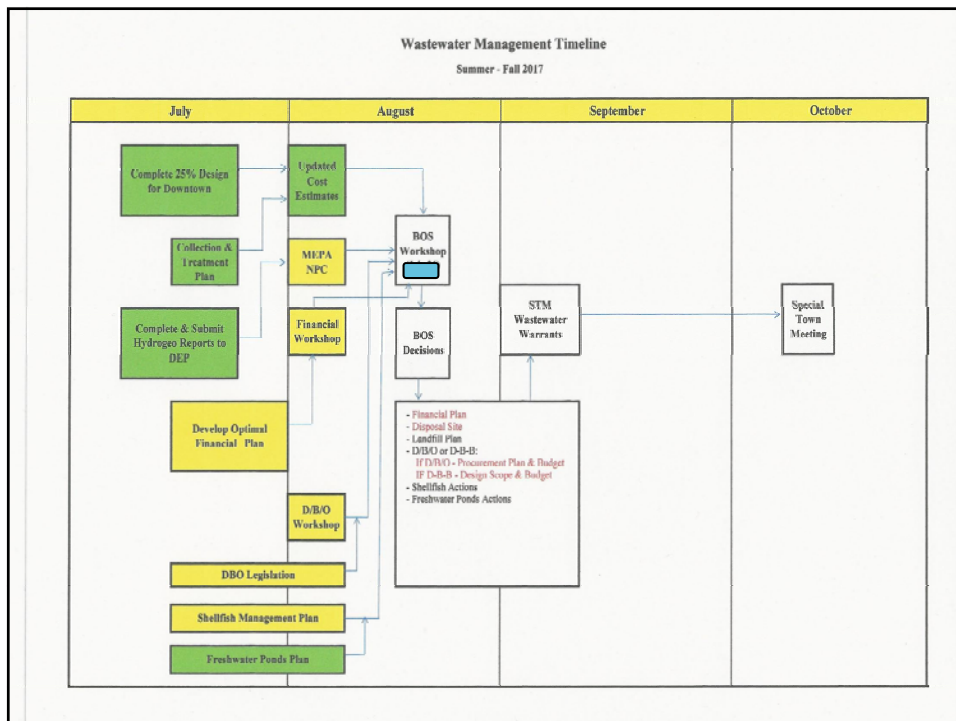 Wastewater Management Timeline
Summer - Fall 2017
July
August
September
October
Complete 25% Design
for Downtown
Updated
Cost
Estimates
Collection &
Treatment
Plan
MEPA
NPC
BOS
Workshop
Complete & Submit
Hydrogeo Reports to
DEP
Financial
Workshop
BOS
Decisions
STM
Wastewater
Warrants
Special
Town
Meeting
Develop Optimal
Financial Plan
- Financial Plan
- Disposal Site
- Landfill Plan
- D/B/O or D-B-B:
If D/B/O - Procurement Plan & Budget
IF D-B-B - Design Scope & Budget
- Shellfish Actions
- Freshwater Ponds Actions
D/B/O
Workshop
DBO Legislation
Shellfish Management Plan
Freshwater Ponds Plan